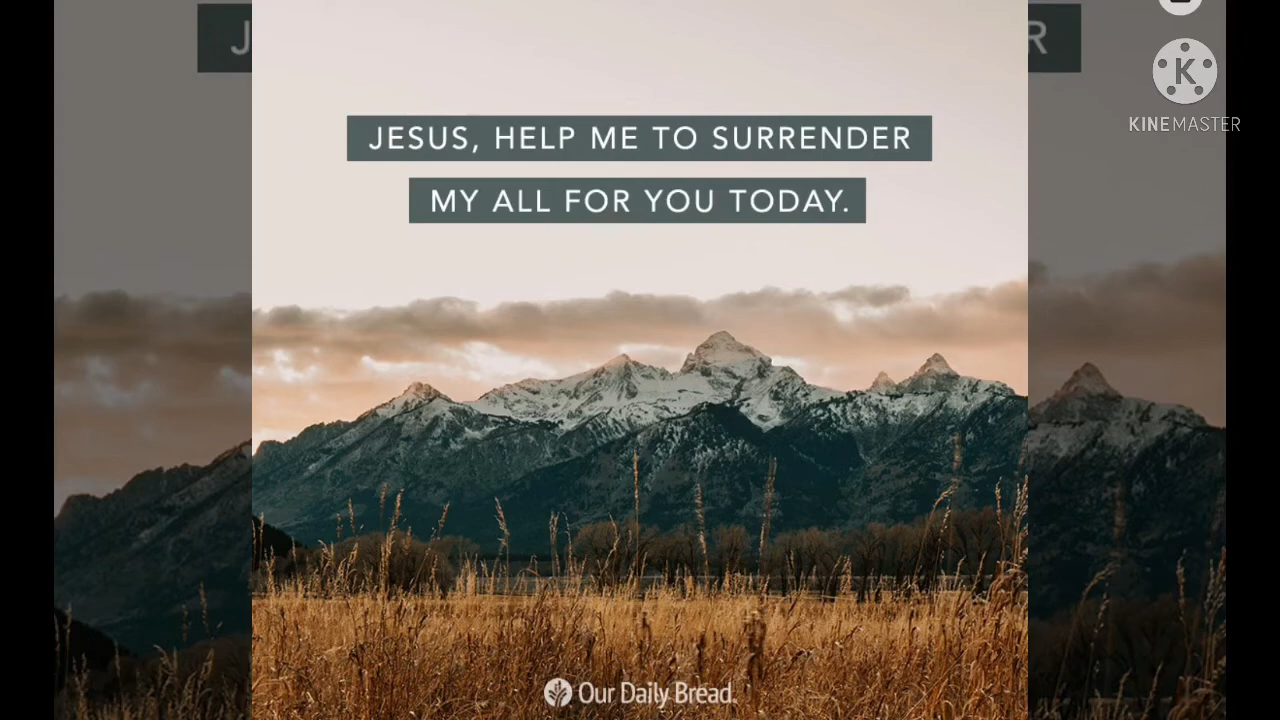 JESUS, HELP ME TO SURRENDER
MY ALL FOR YOU TODAY.
Our Daily Bread
KINEMASTER
J
R
K